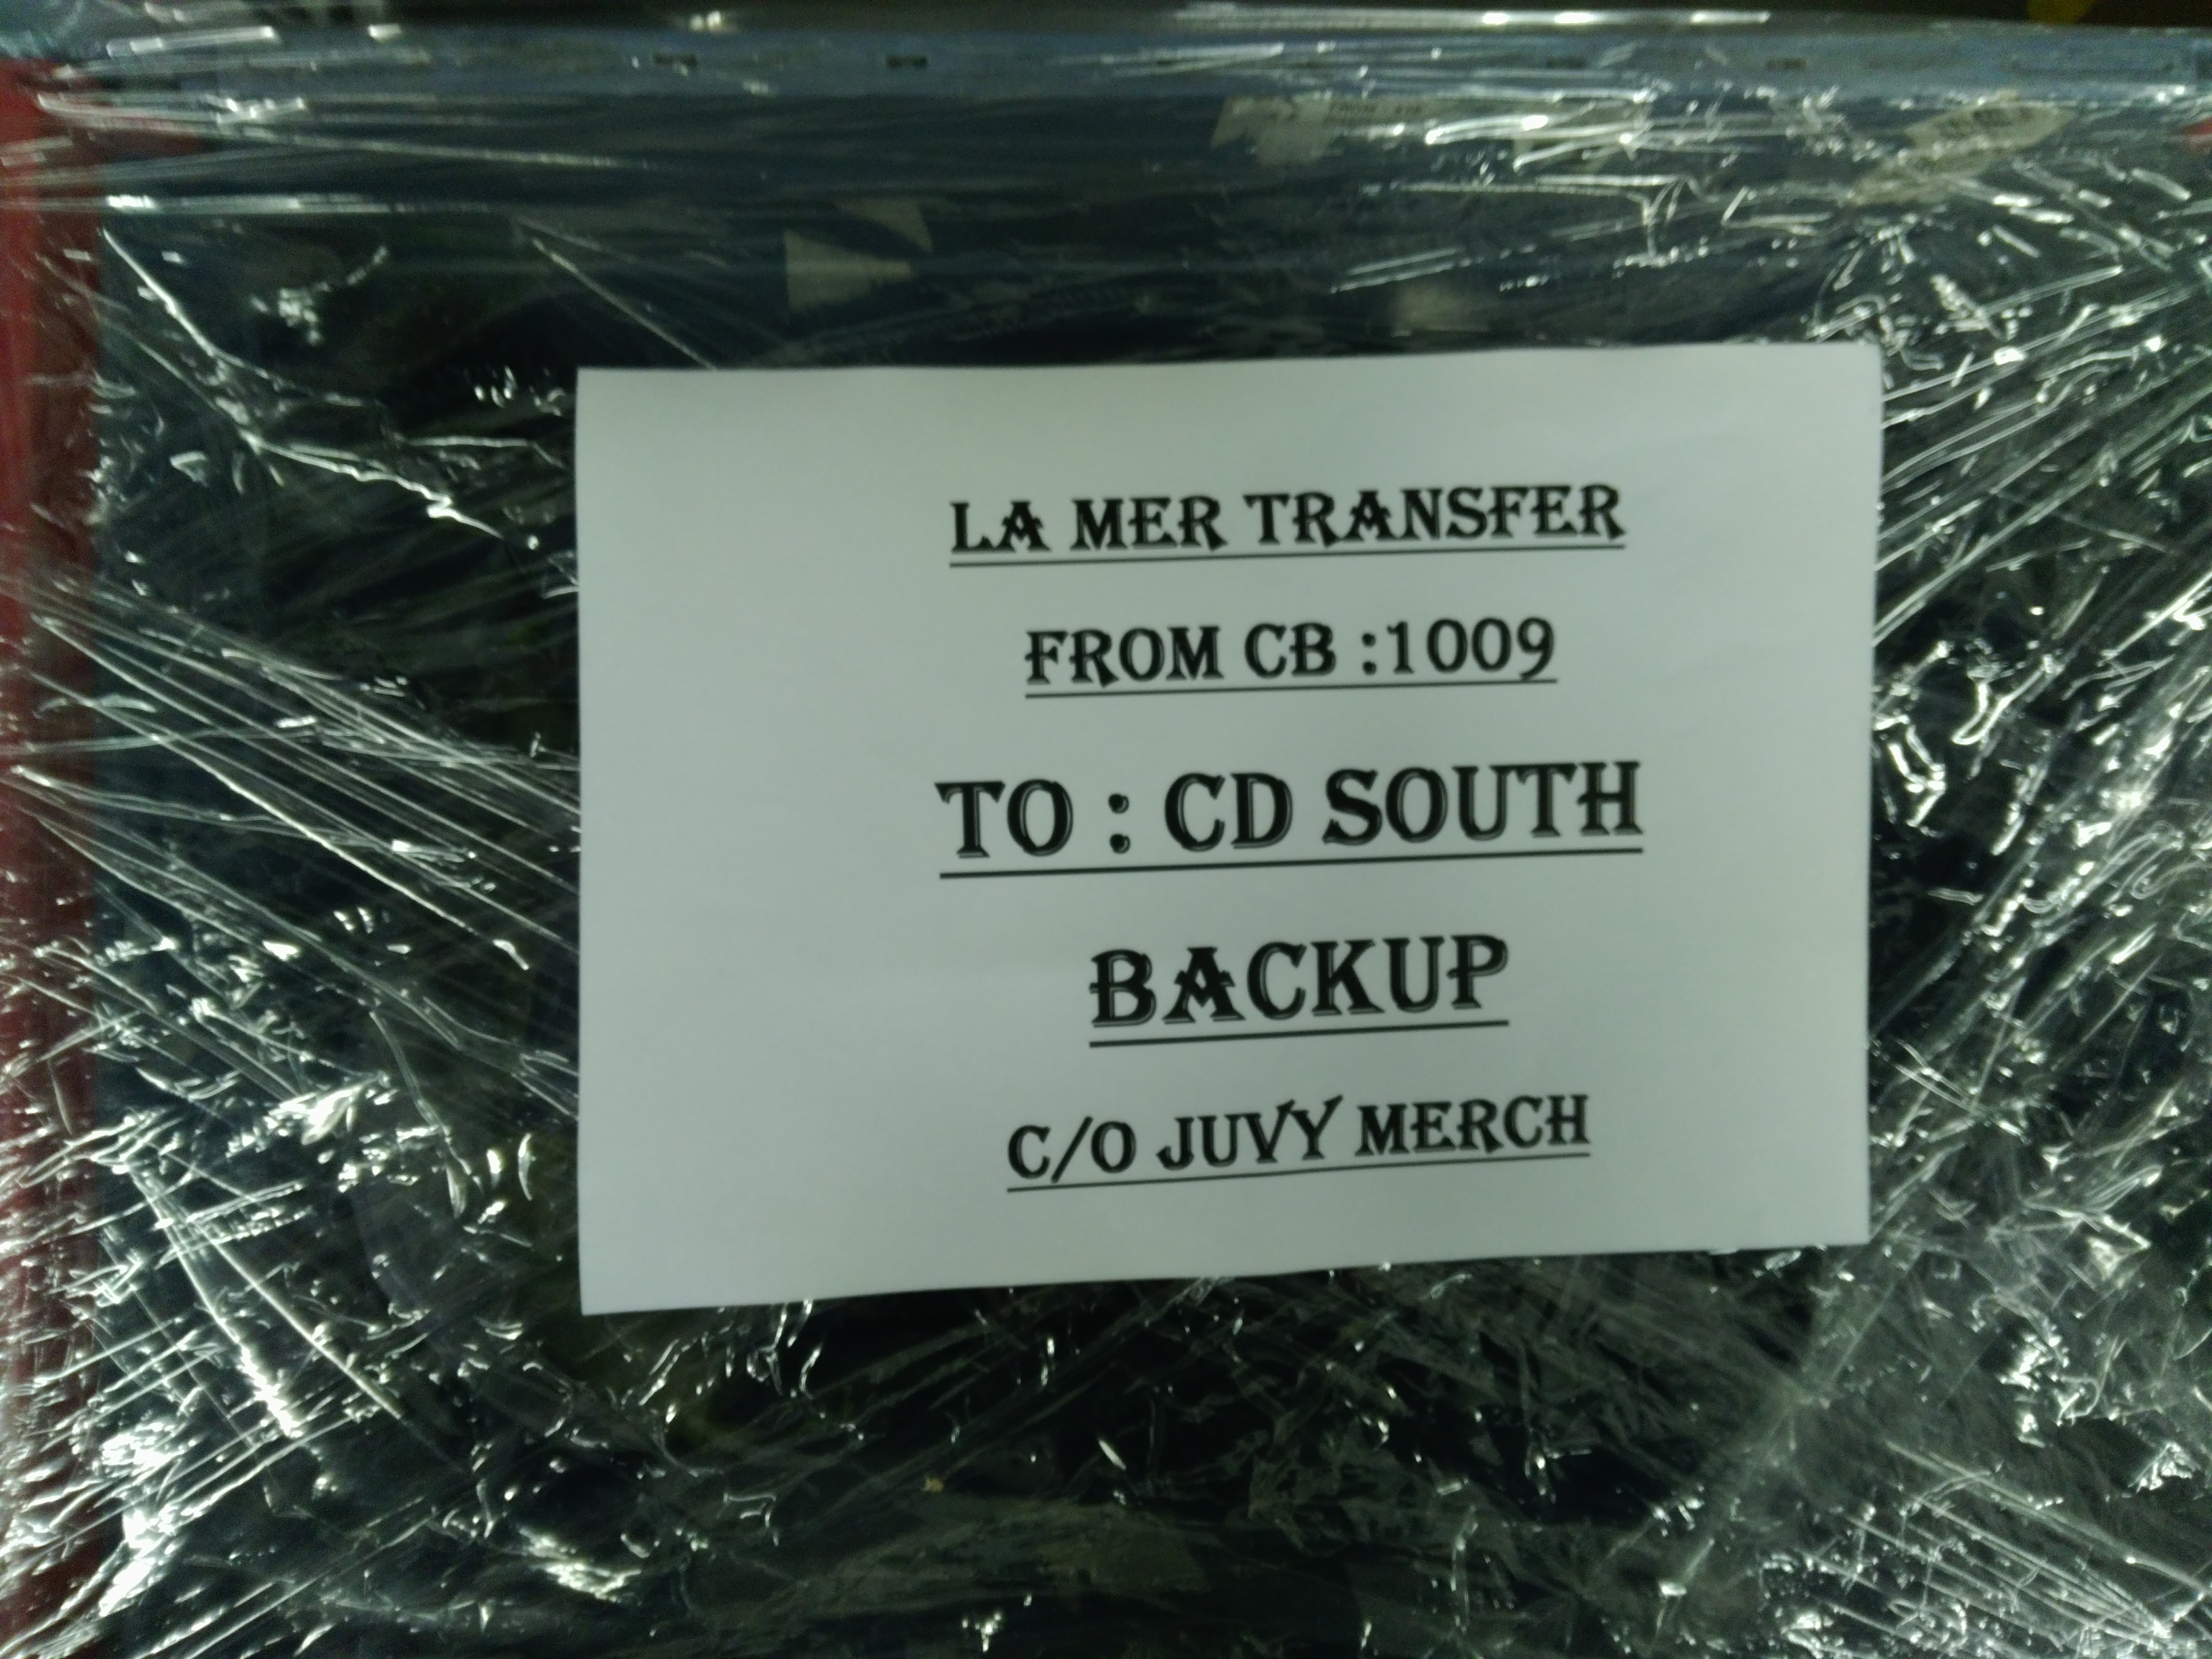 LA MER TRANSFER
FROM CB :1009
TO : CD SOUTH
BACKUP
C/O JUVY MERCH